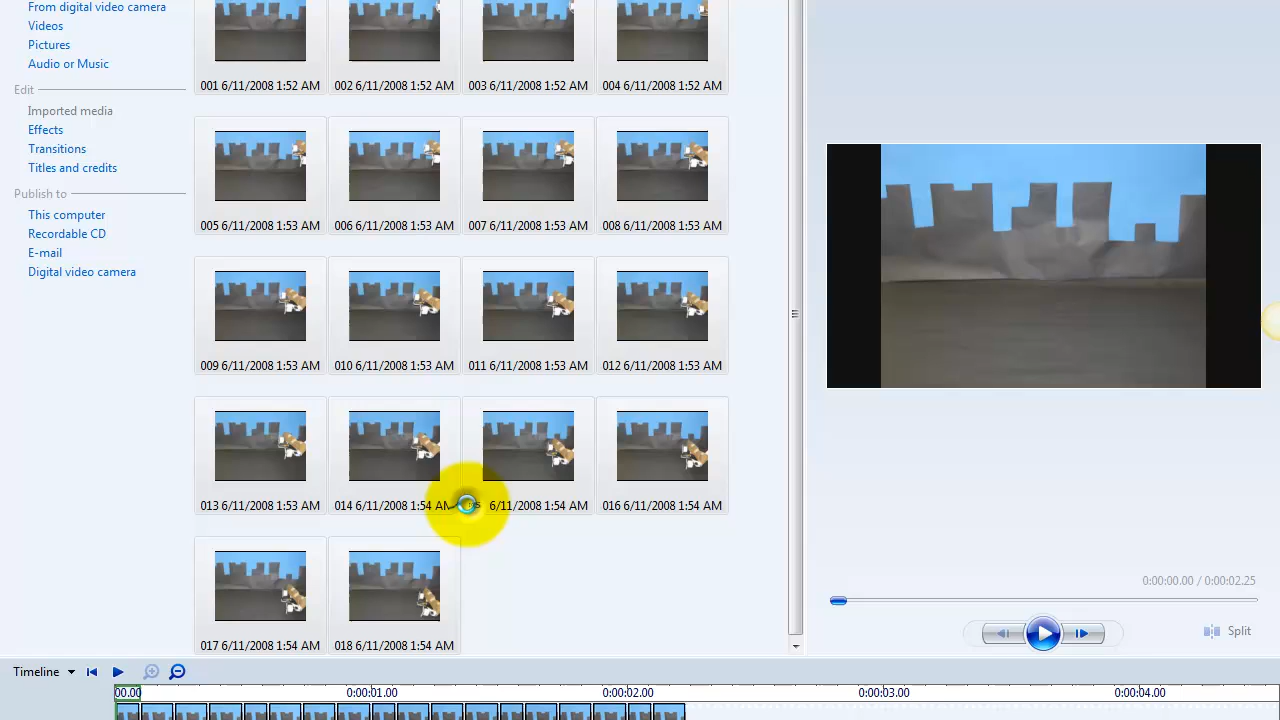 From digital video camera
Videos
Pictures
Audio or Music
Edit
Imported media
Effects
Transitions
Titles and credits
Publish to
This computer
Recordable CD
E-mail
Digital video camera
001 6/11/2008 1:52 AM
002 6/11/2008 1:52 AM
003 6/11/2008 1:52 AM
004 6/11/2008 1:52 AM
005 6/11/2008 1:53 AM
006 6/11/2008 1:53 AM
007 6/11/2008 1:53 AM
008 6/11/2008 1:53 AM
009 6/11/2008 1:53 AM
010 6/11/2008 1:53 AM
011 6/11/2008 1:53 AM
012 6/11/2008 1:53 AM
013 6/11/2008 1:53 AM
014 6/11/2008 1:54 AM
6/11/2008 1:54 AM
016 6/11/2008 1:54 AM
017 6/11/2008 1:54 AM
018 6/11/2008 1:54 AM
0:00:00.00 / 0:00:02.25
Split
Timeline
00.00
0:00:01.00
0:00:02.00
0:00:03.00
0:00:04.00